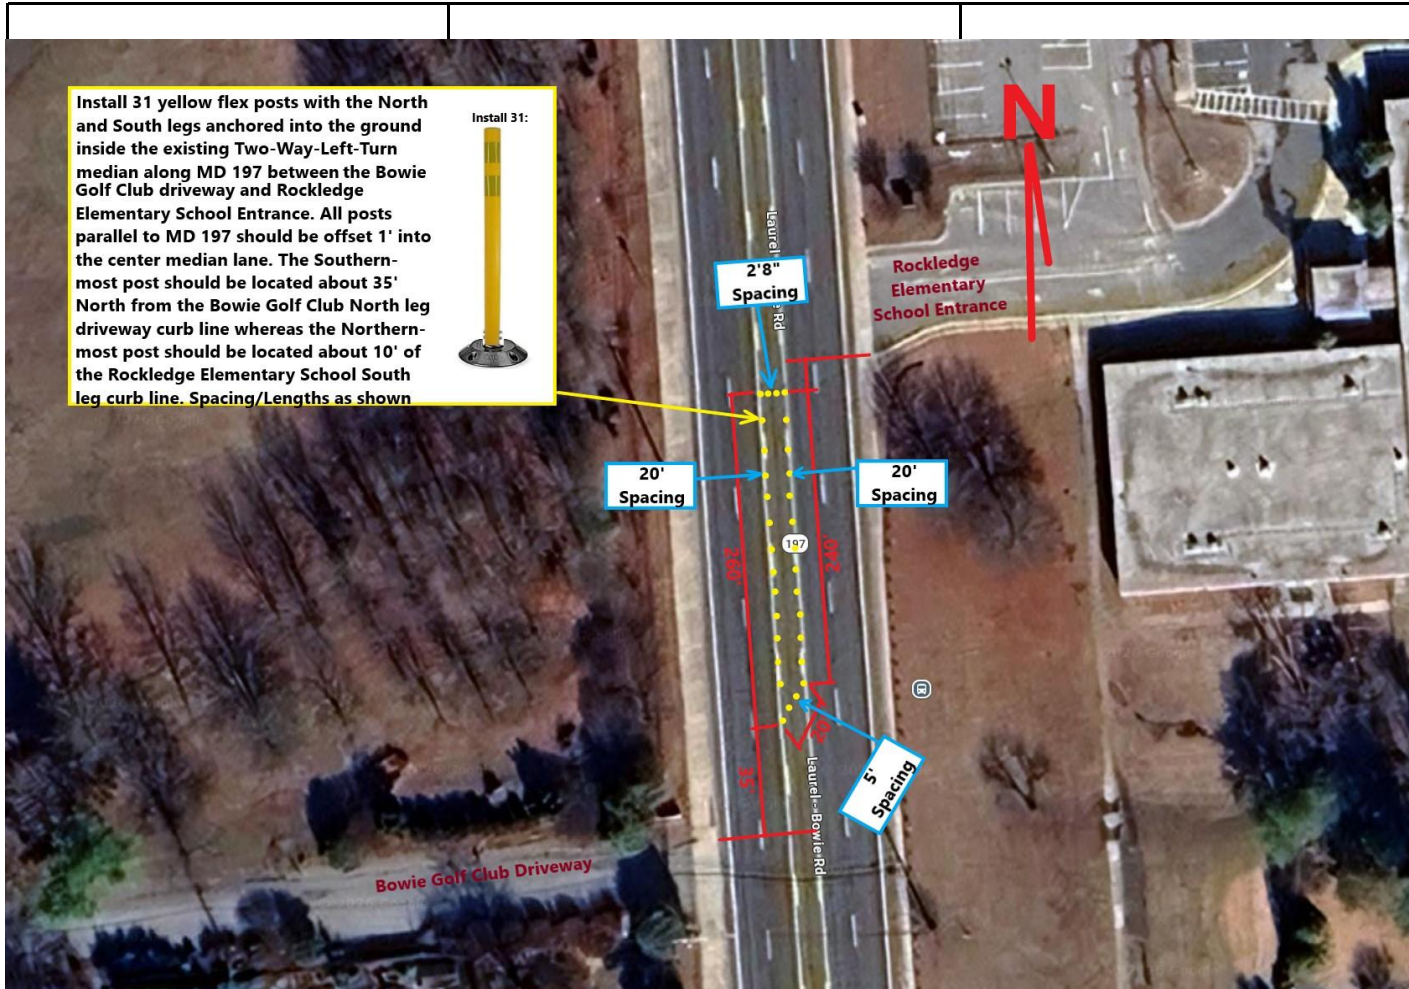 Install 31 yellow flex posts with the North
and South legs anchored into the ground
inside the existing Two-Way-Left-Turn
median along MD 197 between the Bowie
Golf Club driveway and Rockledge
Elementary School Entrance. All posts
parallel to MD 197 should be offset 1' into
the center median lane. The Southern-
most post should be located about 35'
North from the Bowie Golf Club North leg
driveway curb line whereas the Northern-
most post should be located about 10' of
the Rockledge Elementary School South
leg curb line. Spacing/Lengths as shown
Install 31:
N
Laurel
Rd
2'8"
Spacing
Rockledge
Elementary
School Entrance
20'
Spacing
20'
Spacing
197
260'
240'
20'
5'
Spacing
35'
Laurel - Bowie Rd
Bowie Golf Club Driveway